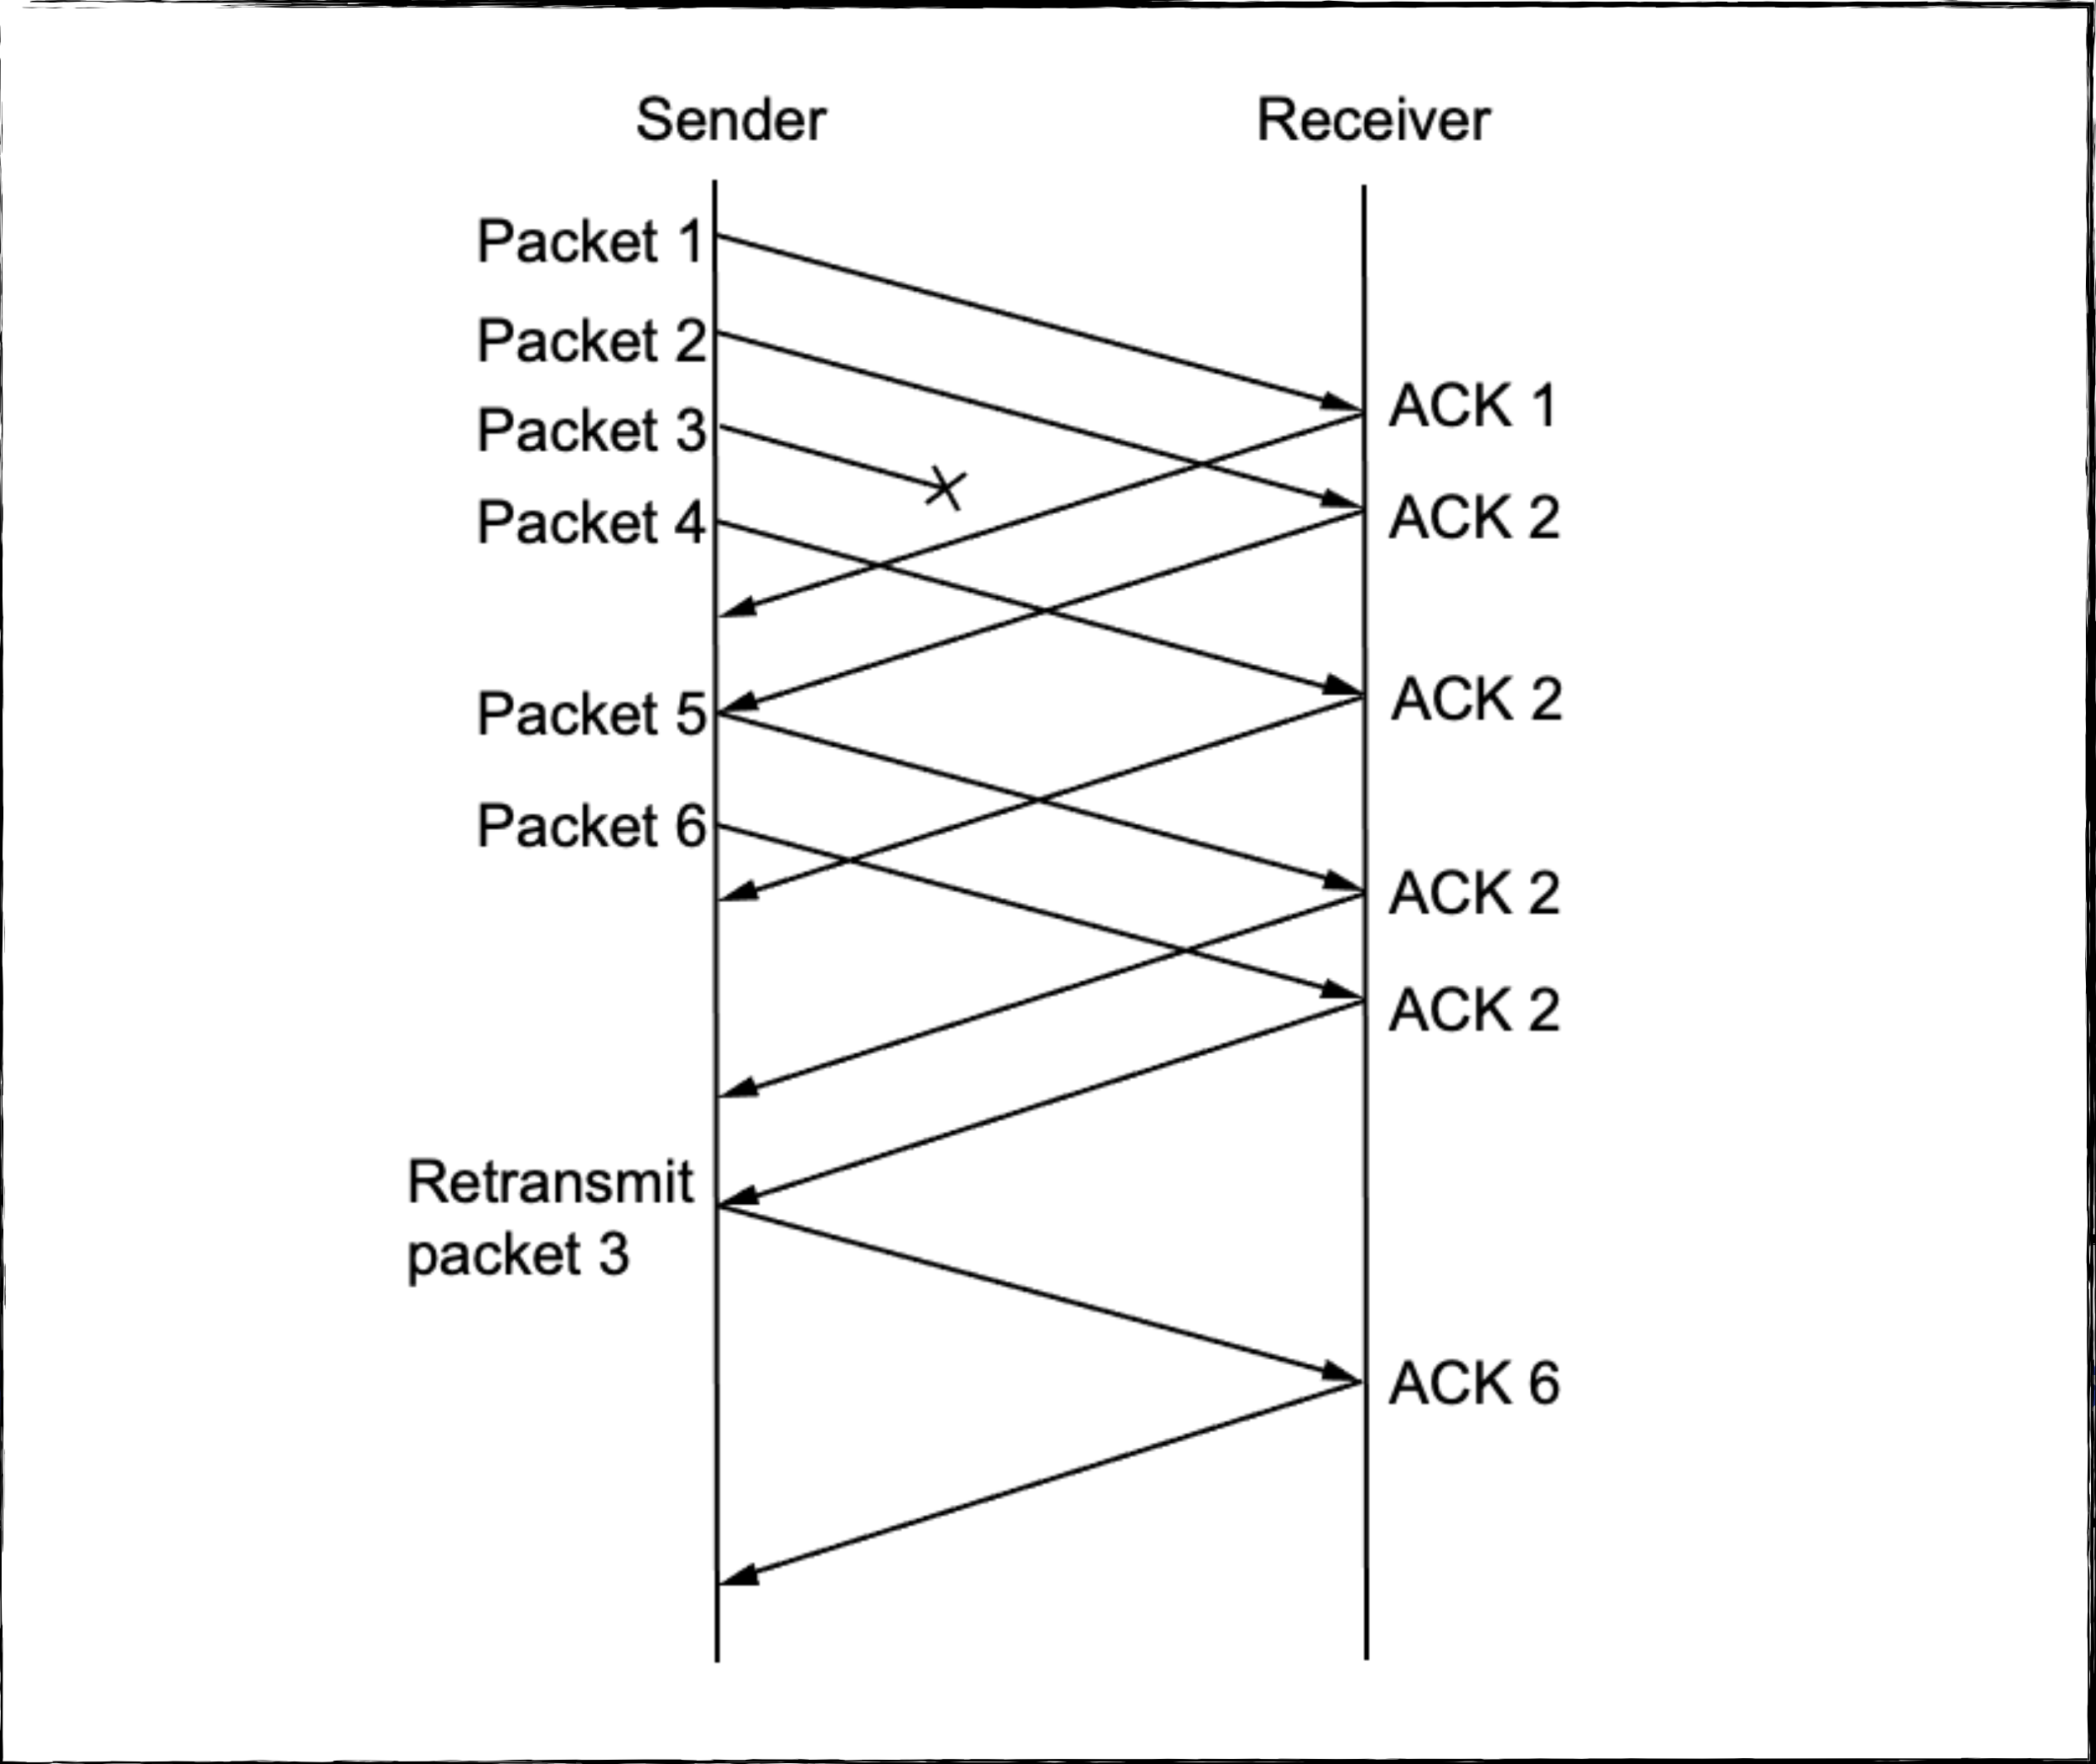 Sender
Receiver
Packet 1
Packet 2
ACK 1
Packet 3
ACK 2
Packet 4
ACK 2
Packet 5
Packet 6
ACK 2
ACK 2
Retransmit
packet 3
ACK 6